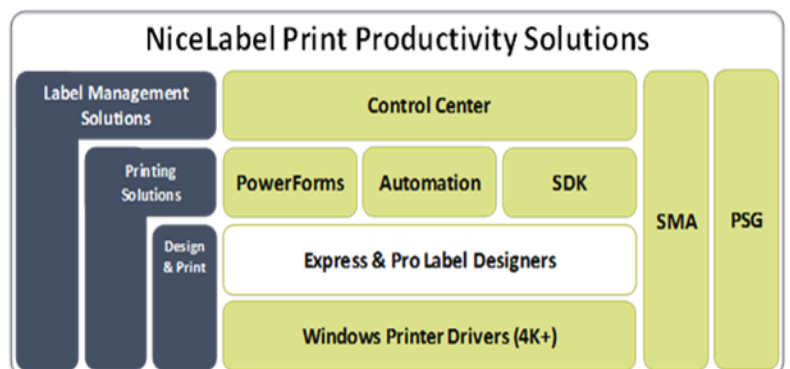 NiceLabel Print Productivity Solutions
Label Management
Solutions
Control Center
Printing
Solutions
PowerForms
Automation
SDK
SMA
PSG
Design
& Print
Express & Pro Label Designers
Windows Printer Drivers (4K+)